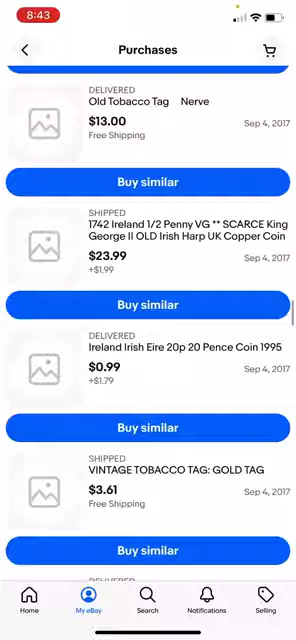 8:43
Purchases
DELIVERED
Old Tobacco Tag Nerve
$13.00
Sep 4, 2017
Free Shipping
Buy similar
SHIPPED
1742 Ireland 1/2 Penny VG ** SCARCE King
George II OLD Irish Harp UK Copper Coin
$23.99
Sep 4, 2017
+$1.99
Buy similar
DELIVERED
Ireland Irish Eire 20p 20 Pence Coin 1995
$0.99
Sep 4, 2017
+$1.79
Buy similar
SHIPPED
VINTAGE TOBACCO TAG: GOLD TAG
$3.61
Sep 4, 2017
Free Shipping
Buy similar
DELIVERED
Home
My eBay
Search
Notifications
Selling